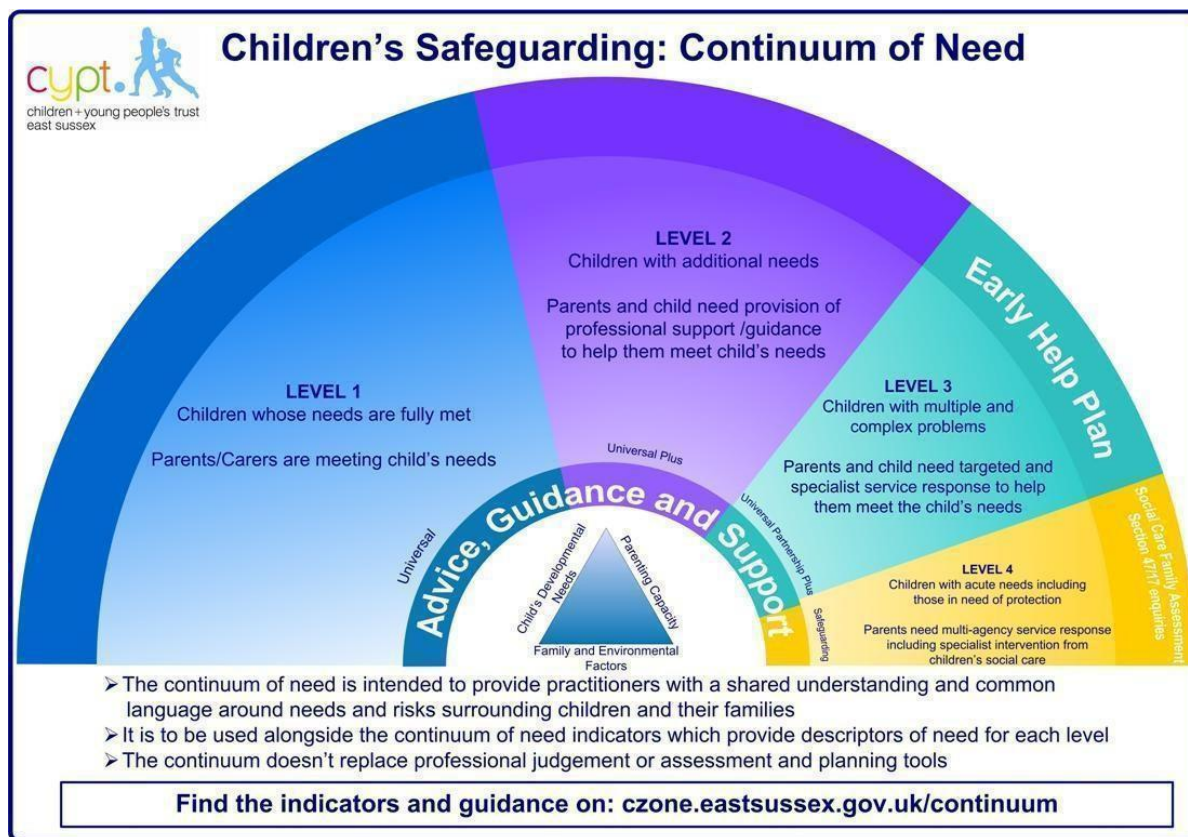 Children's Safeguarding: Continuum of Need
cypt.
children + young people's trust
east sussex
LEVEL 1
Children whose needs are fully met
Parents/Carers are meeting child's needs
LEVEL 2
Children with additional needs
Parents and child need provision of
professional support /guidance
to help them meet child's needs
LEVEL 3
Children with multiple and
complex problems
Parents and child need targeted and
specialist service response to help
them meet the child's needs
LEVEL 4
Children with acute needs including
those in need of protection
Parents need multi-agency service response
including specialist intervention from
children's social care
Early Help Plan
Social Care Family Assessment
Section 47/17 enquiries
Universal
Universal Plus
Universal Partnership Plus
Safeguarding
Advice, Guidance and Support
Child's Developmental
Needs
Parenting Capacity
Family and Environmental
Factors
➢ The continuum of need is intended to provide practitioners with a shared understanding and common
language around needs and risks surrounding children and their families
➢ It is to be used alongside the continuum of need indicators which provide descriptors of need for each level
➢ The continuum doesn't replace professional judgement or assessment and planning tools
Find the indicators and guidance on: czone.eastsussex.gov.uk/continuum